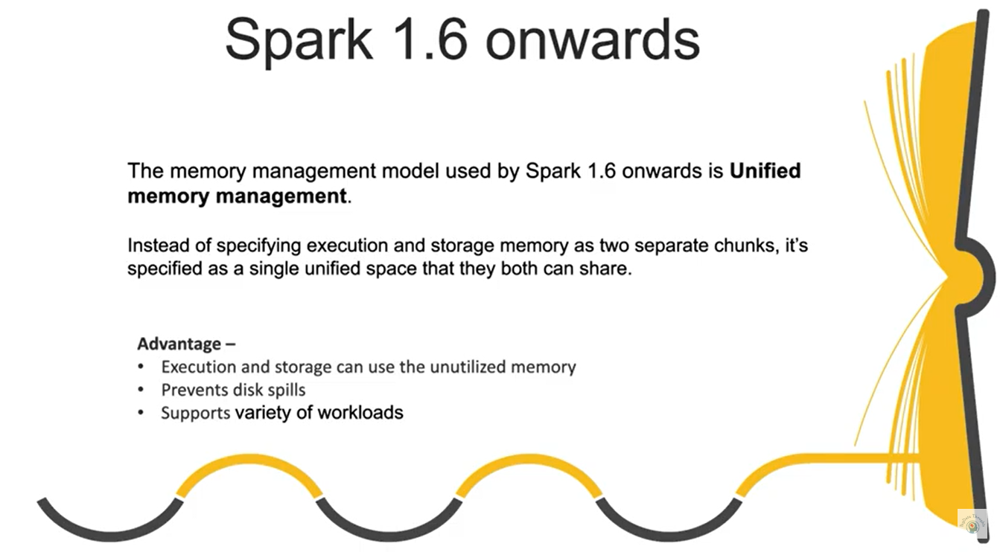 Spark 1.6 onwards
The memory management model used by Spark 1.6 onwards is Unified
memory management.
Instead of specifying execution and storage memory as two separate chunks, it's
specified as a single unified space that they both can share.
Advantage –
• Execution and storage can use the unutilized memory
• Prevents disk spills
• Supports variety of workloads